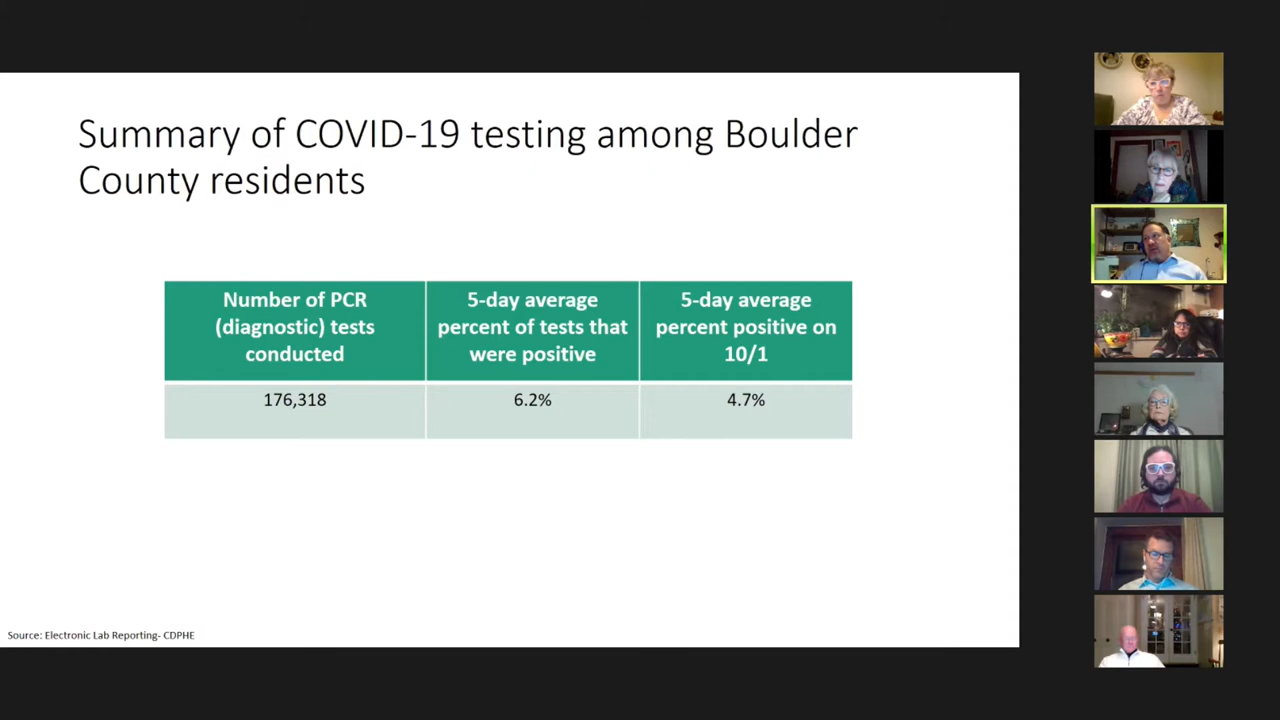 Summary of COVID-19 testing among Boulder
County residents
Number of PCR
(diagnostic) tests
conducted
5-day average
percent of tests that
were positive
5-day average
percent positive on
10/1
176,318
6.2%
4.7%
Source: Electronic Lab Reporting- CDPHE